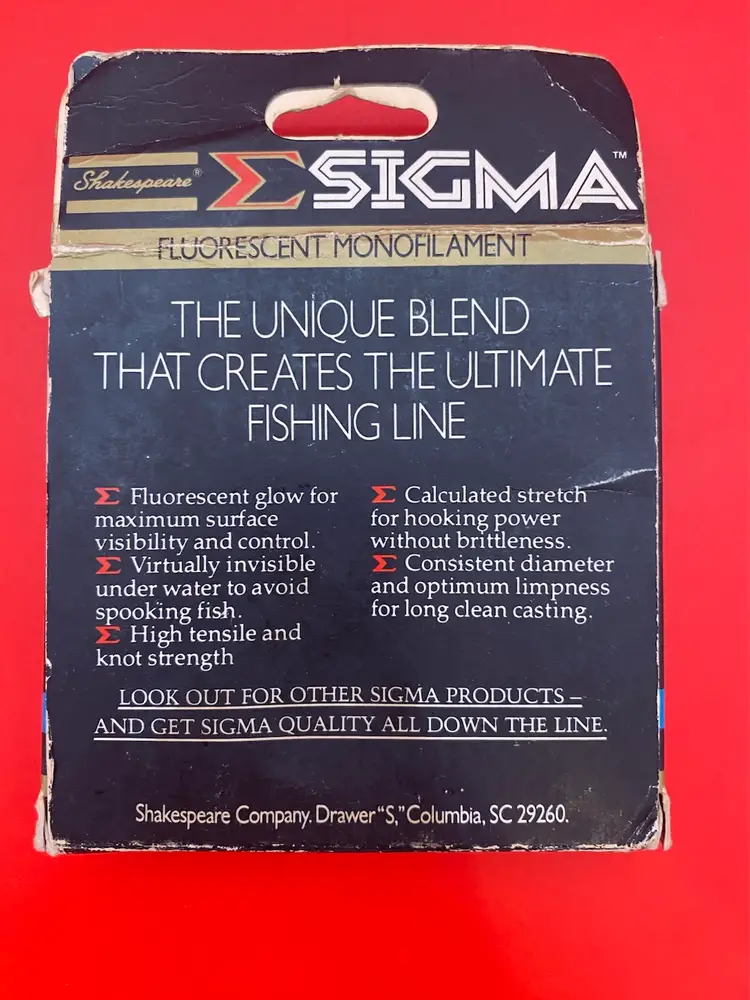 Shakespeare® Σ SIGMA™
FLUORESCENT MONOFILAMENT
THE UNIQUE BLEND
THAT CREATES THE ULTIMATE
FISHING LINE
Σ Fluorescent glow for
maximum surface
visibility and control.
Σ Virtually invisible
under water to avoid
spooking fish.
Σ High tensile and
knot strength
Σ Calculated stretch
for hooking power
without brittleness.
Σ Consistent diameter
and optimum limpness
for long clean casting.
LOOK OUT FOR OTHER SIGMA PRODUCTS –
AND GET SIGMA QUALITY ALL DOWN THE LINE.
Shakespeare Company. Drawer "S," Columbia, SC 29260.